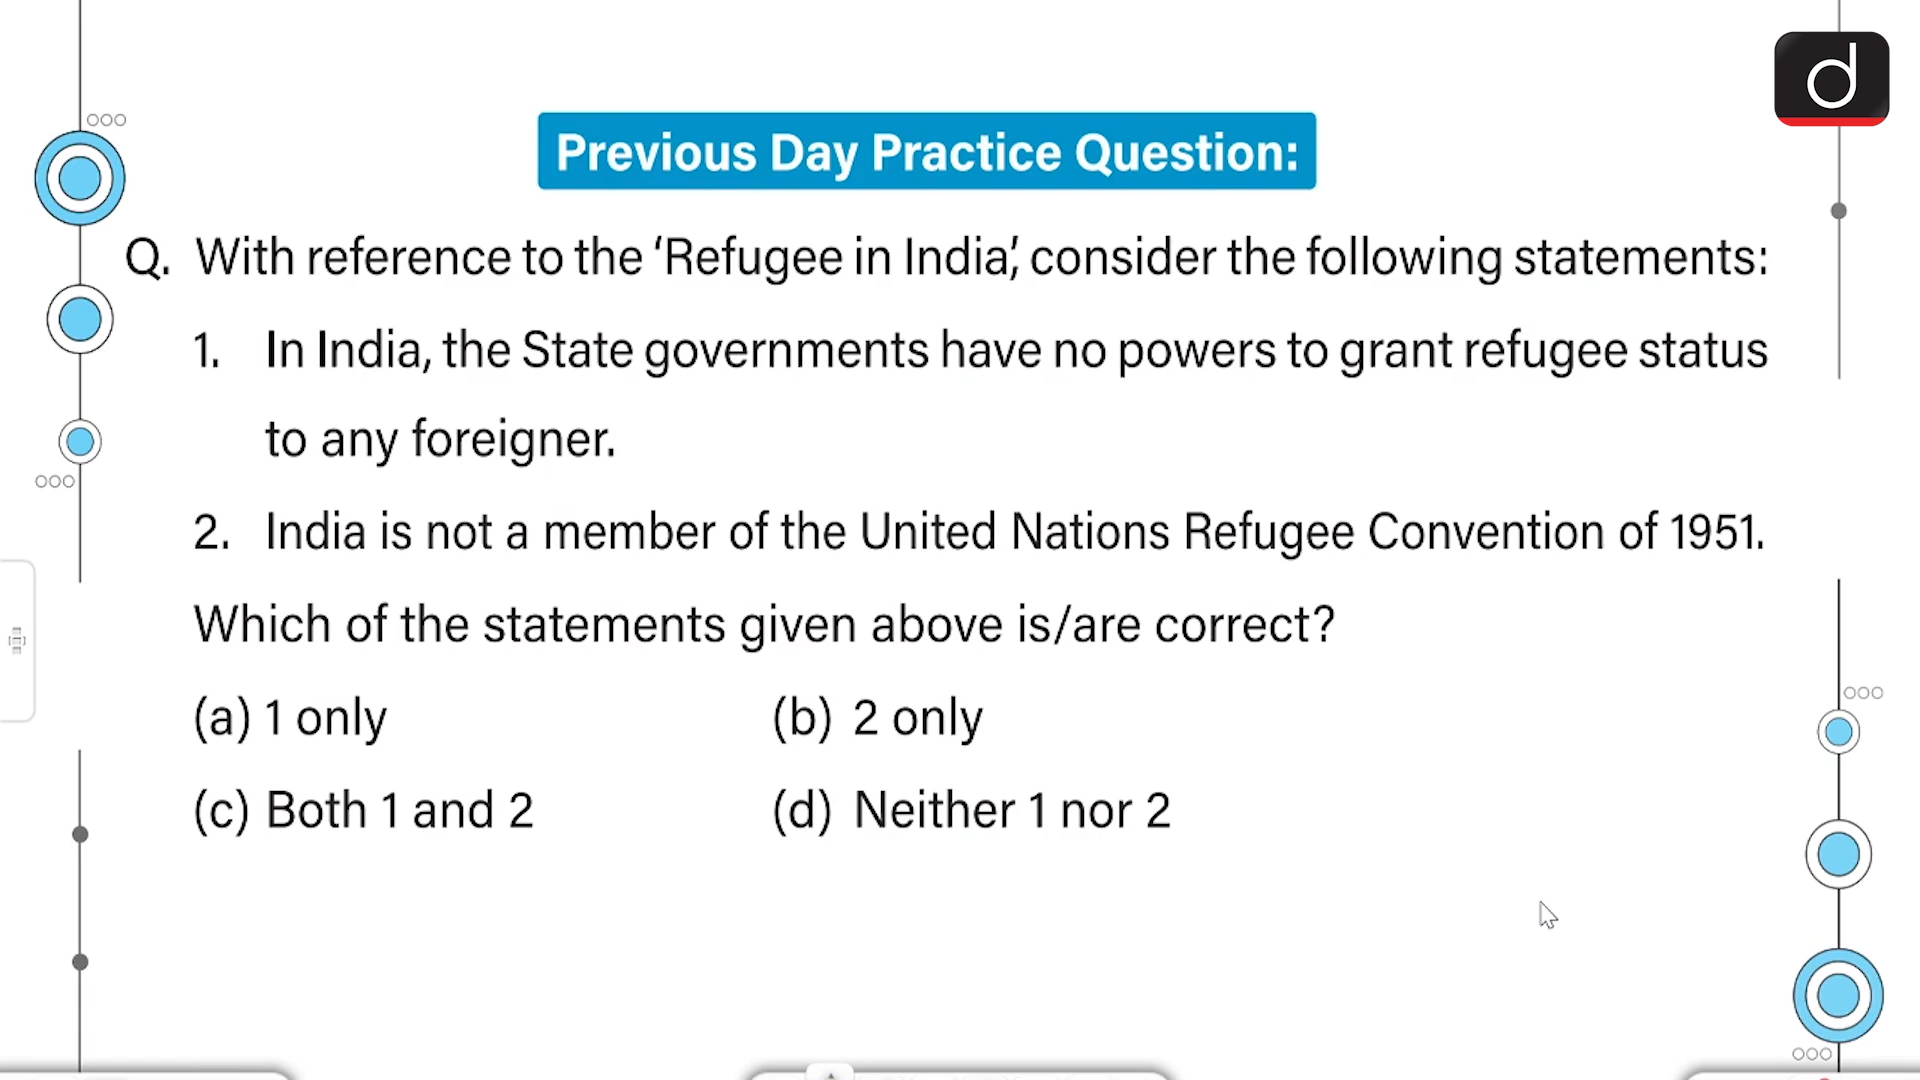 Previous Day Practice Question:
Q. With reference to the ‘Refugee in India’, consider the following statements:
1. In India, the State governments have no powers to grant refugee status
to any foreigner.
2. India is not a member of the United Nations Refugee Convention of 1951.
Which of the statements given above is/are correct?
(a) 1 only (b) 2 only
(c) Both 1 and 2 (d) Neither 1 nor 2
d